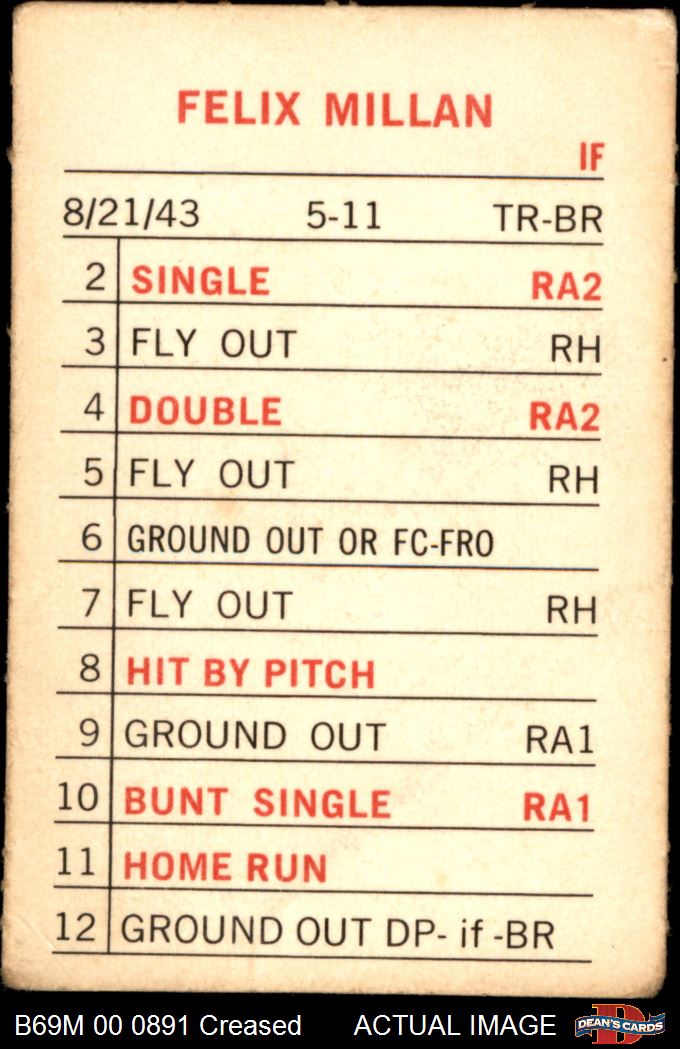 FELIX MILLAN
IF
8/21/43 5-11 TR-BR
2 SINGLE RA2
3 FLY OUT RH
4 DOUBLE RA2
5 FLY OUT RH
6 GROUND OUT OR FC-FRO
7 FLY OUT RH
8 HIT BY PITCH
9 GROUND OUT RA1
10 BUNT SINGLE RA1
11 HOME RUN
12 GROUND OUT DP- if -BR
B69M 00 0891 Creased ACTUAL IMAGE D DEAN'S CARDS